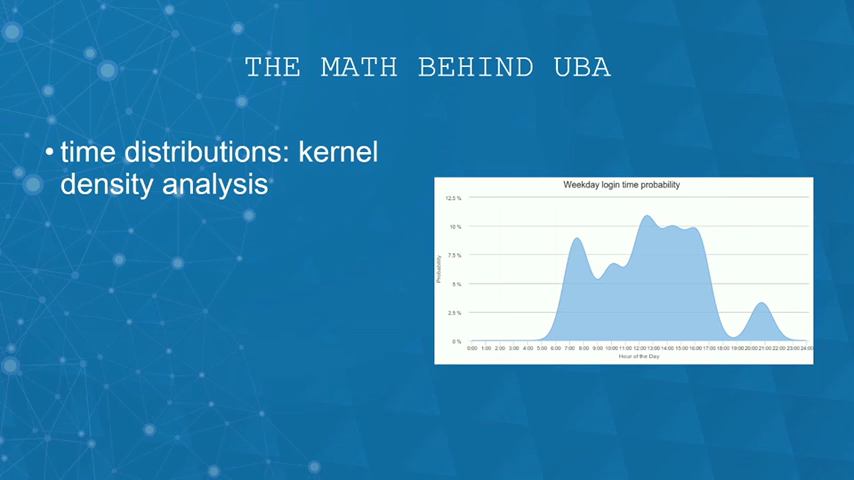 THE MATH BEHIND UBA
• time distributions: kernel
density analysis
Weekday login time probability
12.5 %
10 %
7.5 %
5 %
2.5 %
0 %
Probability
0:00 1:00 2:00 3:00 4:00 5:00 6:00 7:00 8:00 9:00 10:00 11:00 12:00 13:00 14:00 15:00 16:00 17:00 18:00 19:00 20:00 21:00 22:00 23:00 24:00
Hour of the Day